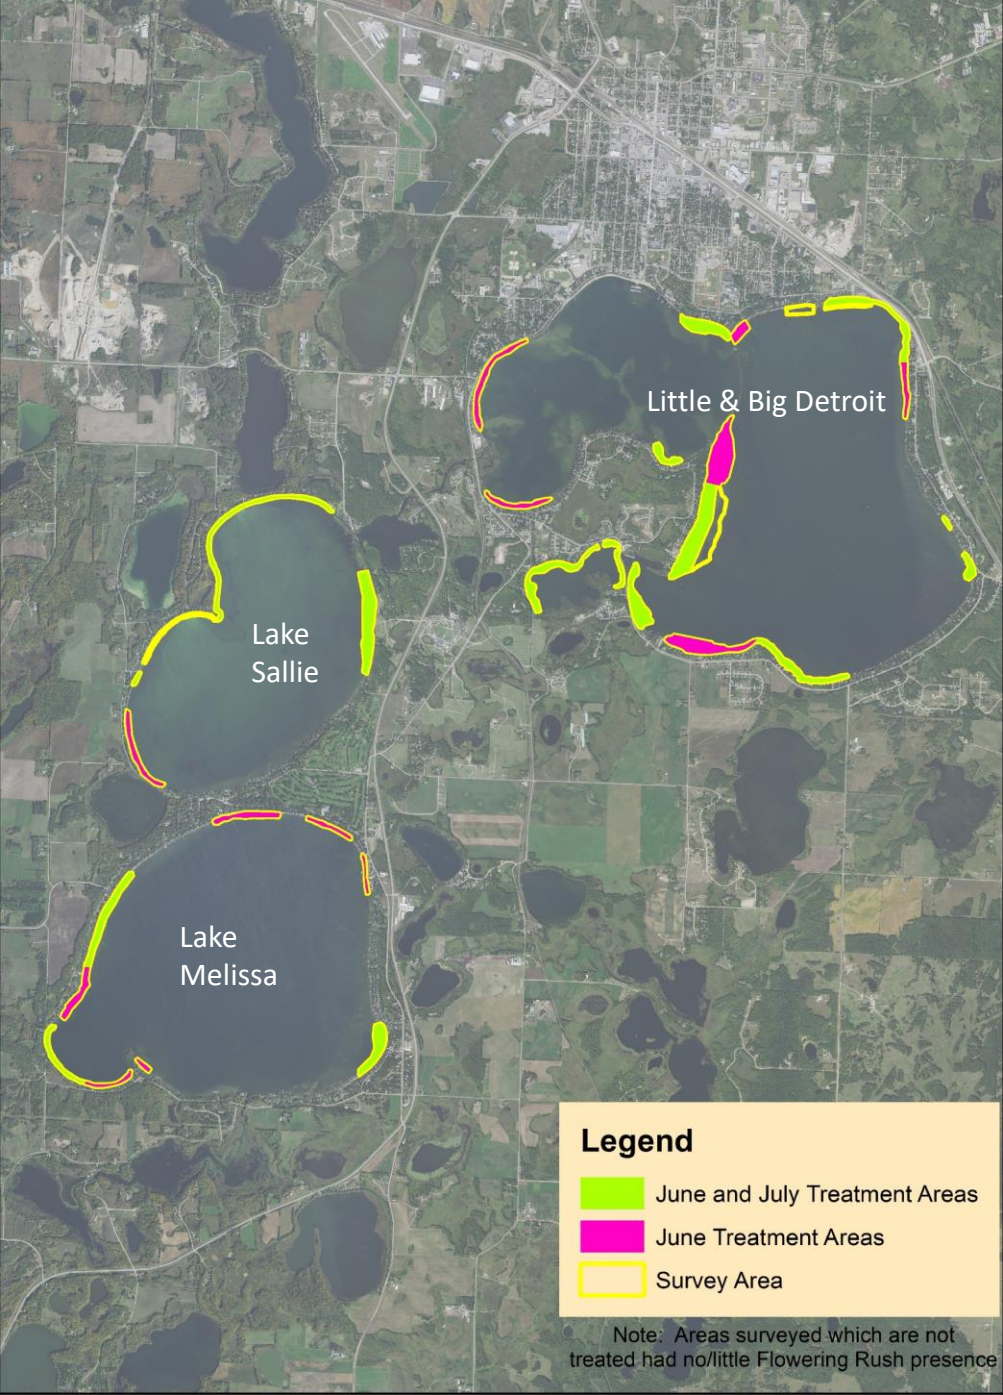 Little & Big Detroit
Lake
Sallie
Lake
Melissa
Legend
June and July Treatment Areas
June Treatment Areas
Survey Area
Note: Areas surveyed which are not
treated had no/little Flowering Rush presence